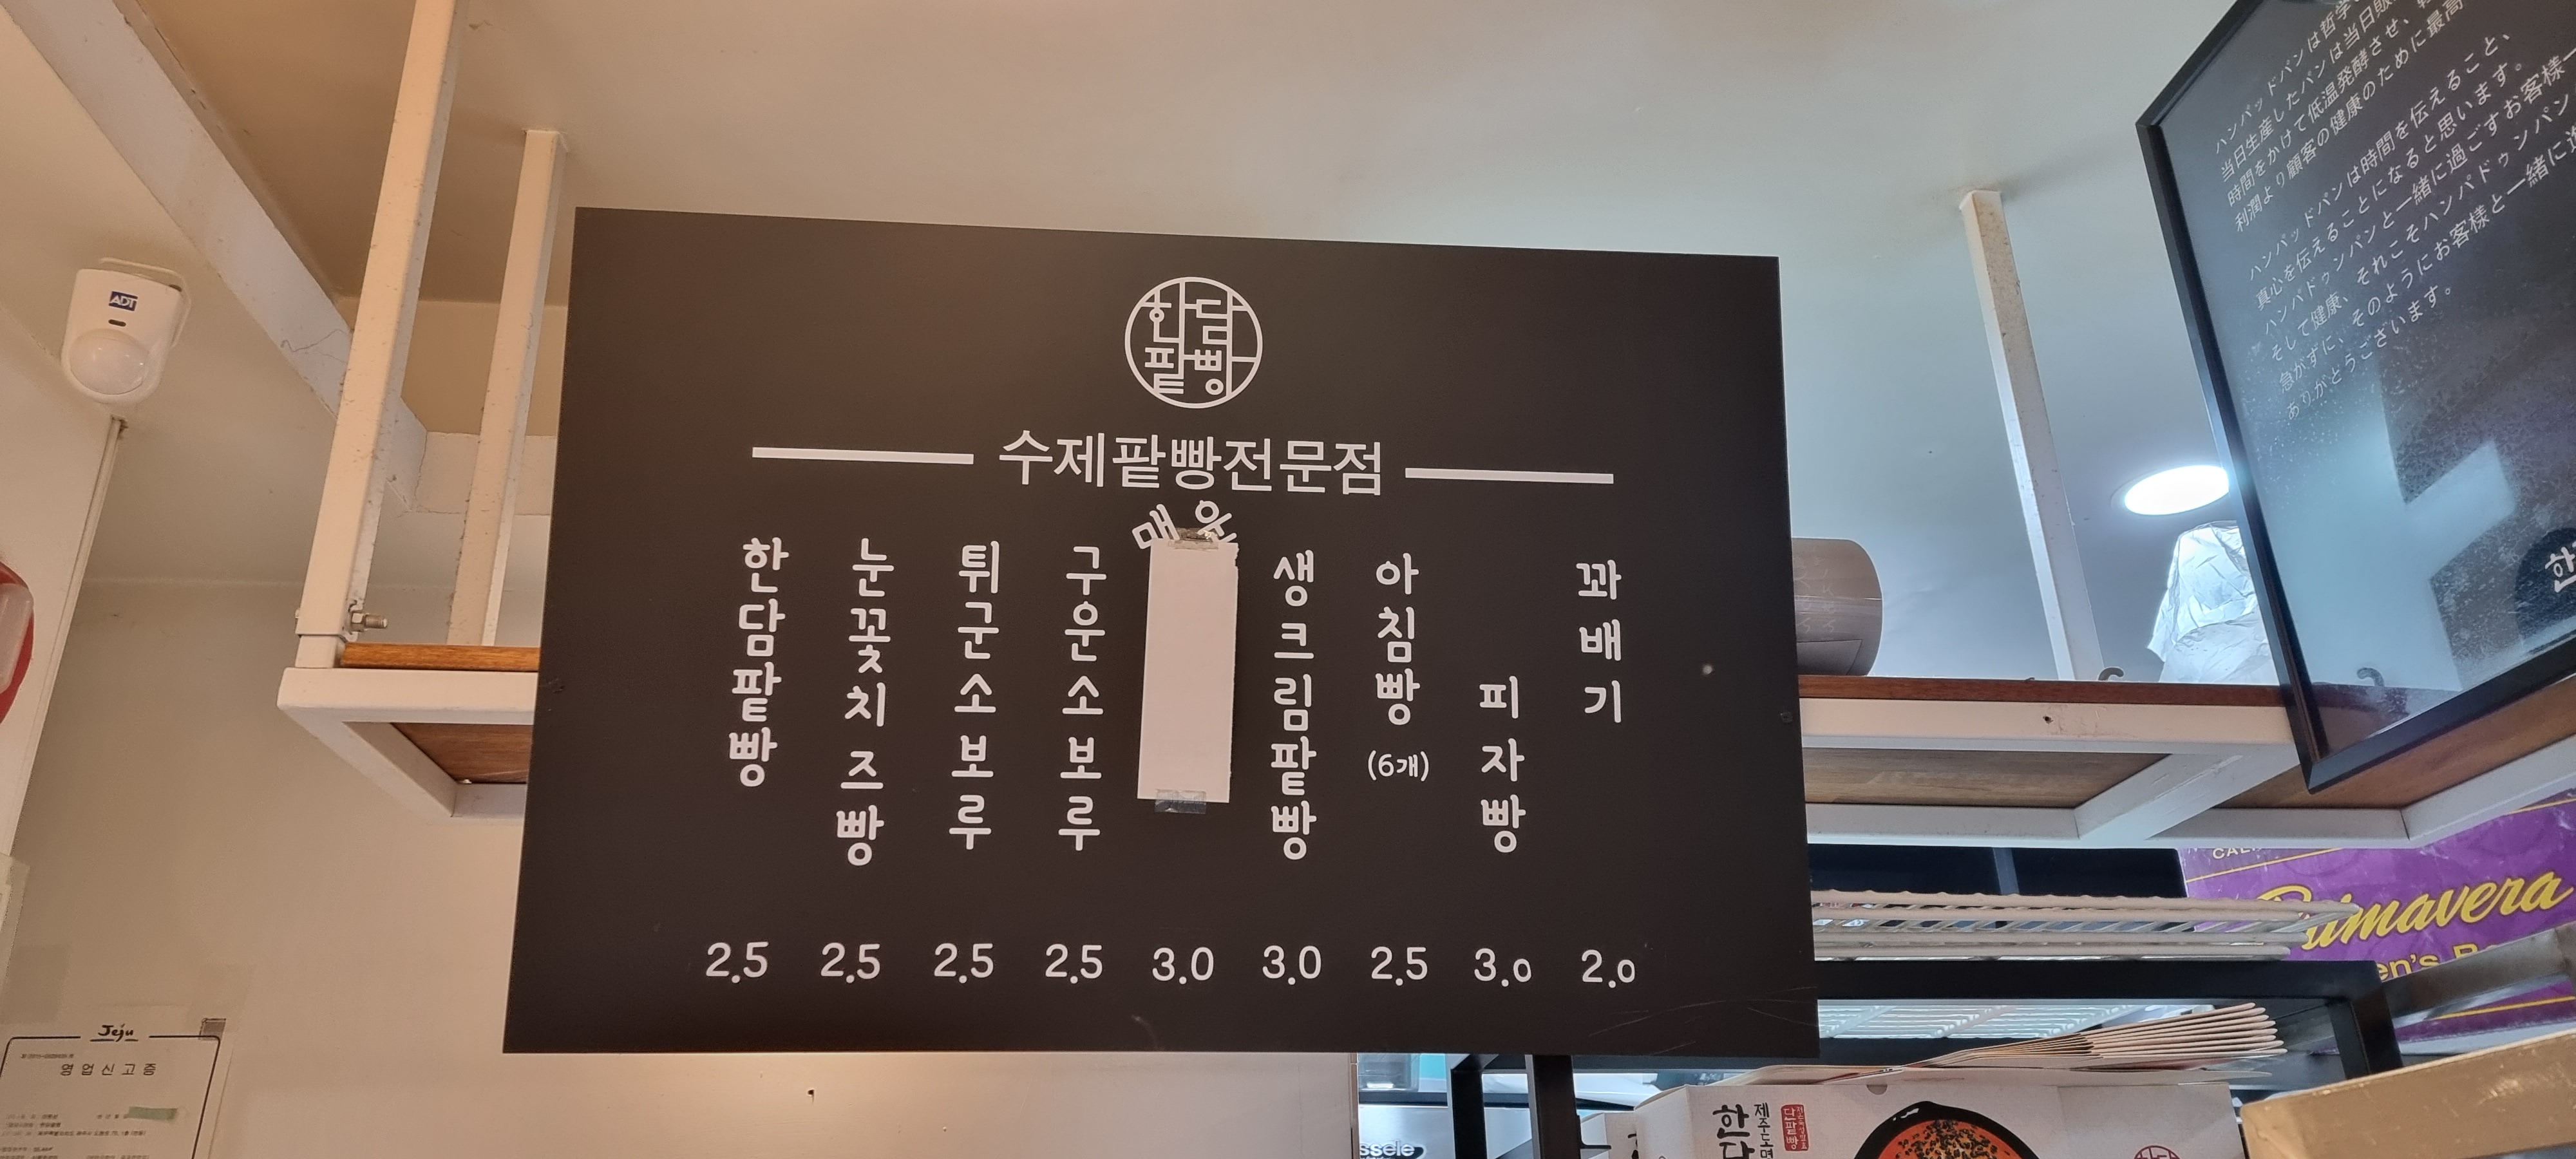 ADT
한담
팥빵
수제팥빵전문점
매운
한담팥빵 2.5
눈꽃치즈빵 2.5
튀군소보루 2.5
구운소보루 2.5
3.0
생크림팥빵 3.0
아침빵 (6개) 2.5
피자빵 3.0
꽈배기 2.0
ハンパッドパンは哲学
当日生産したパンは当日販
時間をかけて低温発酵させ、
利潤より顧客の健康のために最高
ハンパッドパンは時間を伝えること、
真心を伝えることになると思います。
ハンパドゥンパンと一緒に過ごすお客様
そして健康、それこそハンパドゥンパン
急がずに、そのようにお客様と一緒に
ありがとうございます。
한
Primavera
Jeju
영업신고증
제주도
한다
단팥빵